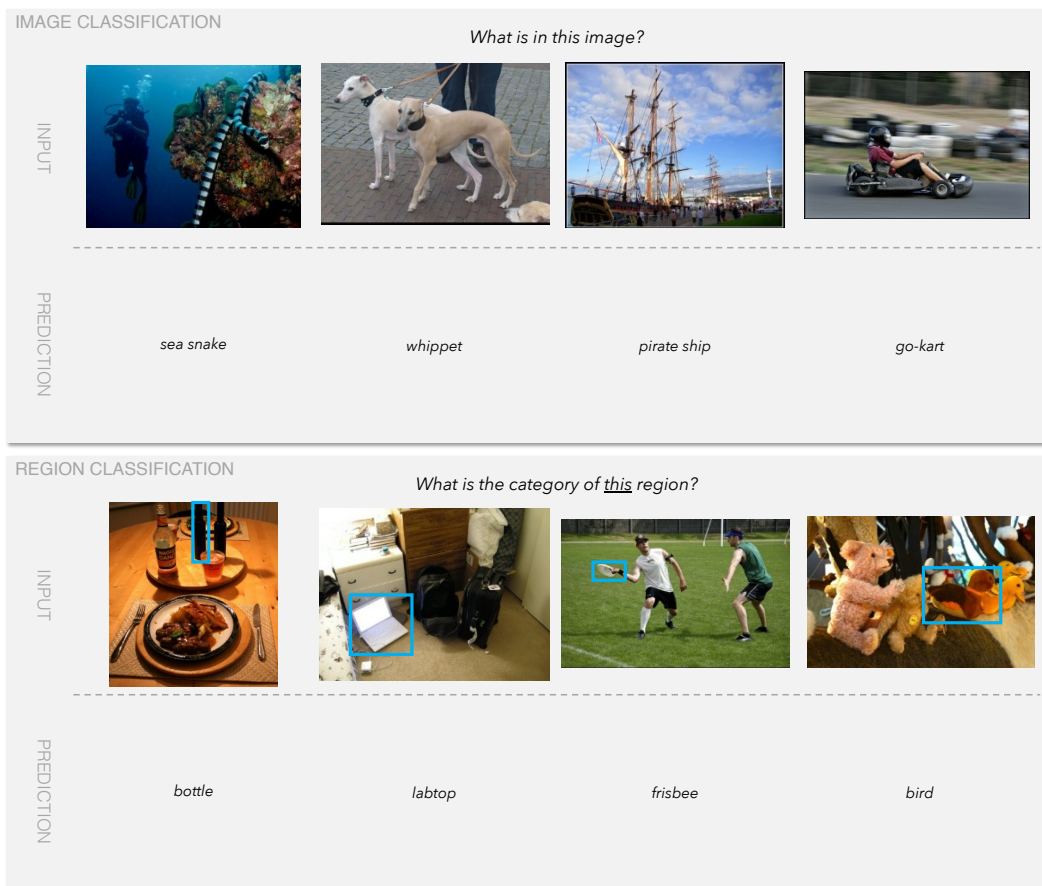 IMAGE CLASSIFICATION
What is in this image?
INPUT
PREDICTION
sea snake
whippet
pirate ship
go-kart
REGION CLASSIFICATION
What is the category of this region?
INPUT
PREDICTION
bottle
labtop
frisbee
bird